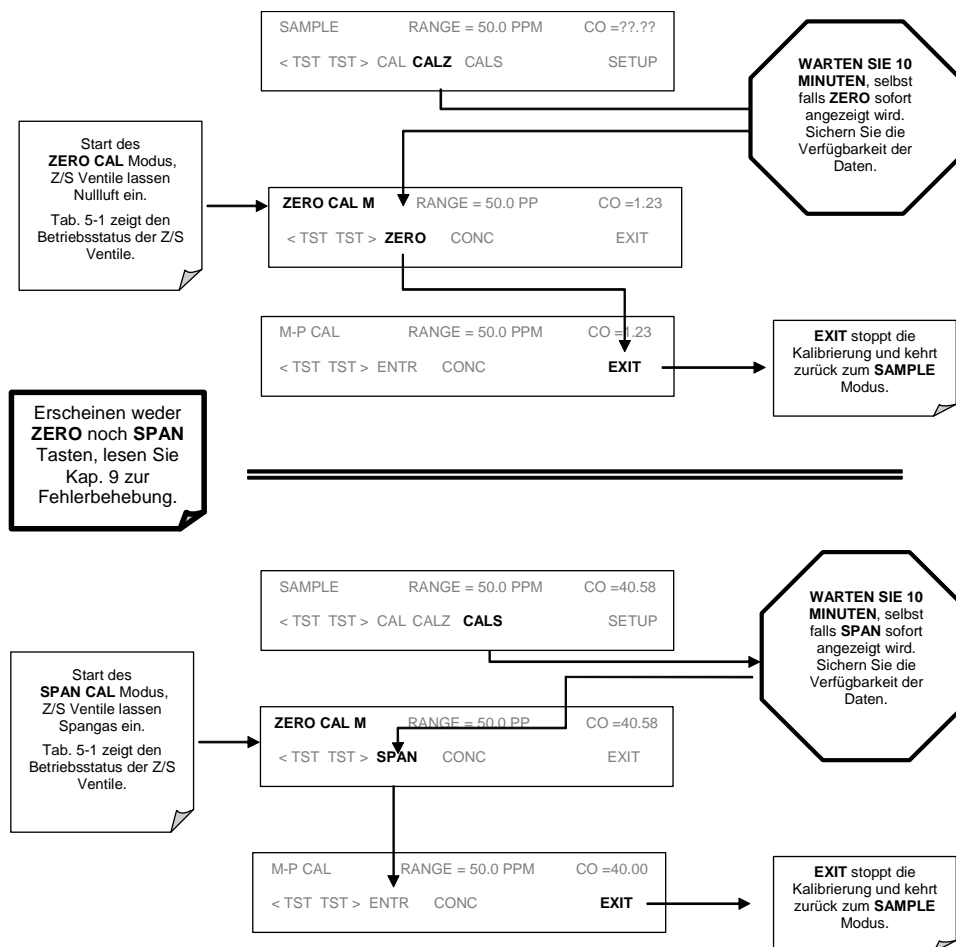 SAMPLE RANGE = 50.0 PPM CO =??.??
< TST TST > CAL CALZ CALS SETUP
WARTEN SIE 10
MINUTEN, selbst
falls ZERO sofort
angezeigt wird.
Sichern Sie die
Verfügbarkeit der
Daten.
Start des
ZERO CAL Modus,
Z/S Ventile lassen
Nullluft ein.
Tab. 5-1 zeigt den
Betriebsstatus der Z/S
Ventile.
ZERO CAL M RANGE = 50.0 PP CO =1.23
< TST TST > ZERO CONC EXIT
M-P CAL RANGE = 50.0 PPM CO =1.23
< TST TST > ENTR CONC EXIT
EXIT stoppt die
Kalibrierung und kehrt
zurück zum SAMPLE
Modus.
Erscheinen weder
ZERO noch SPAN
Tasten, lesen Sie
Kap. 9 zur
Fehlerbehebung.
SAMPLE RANGE = 50.0 PPM CO =40.58
< TST TST > CAL CALZ CALS SETUP
WARTEN SIE 10
MINUTEN, selbst
falls SPAN sofort
angezeigt wird.
Sichern Sie die
Verfügbarkeit der
Daten.
Start des
SPAN CAL Modus,
Z/S Ventile lassen
Spangas ein.
Tab. 5-1 zeigt den
Betriebsstatus der Z/S
Ventile.
ZERO CAL M RANGE = 50.0 PP CO =40.58
< TST TST > SPAN CONC EXIT
M-P CAL RANGE = 50.0 PPM CO =40.00
< TST TST > ENTR CONC EXIT
EXIT stoppt die
Kalibrierung und kehrt
zurück zum SAMPLE
Modus.